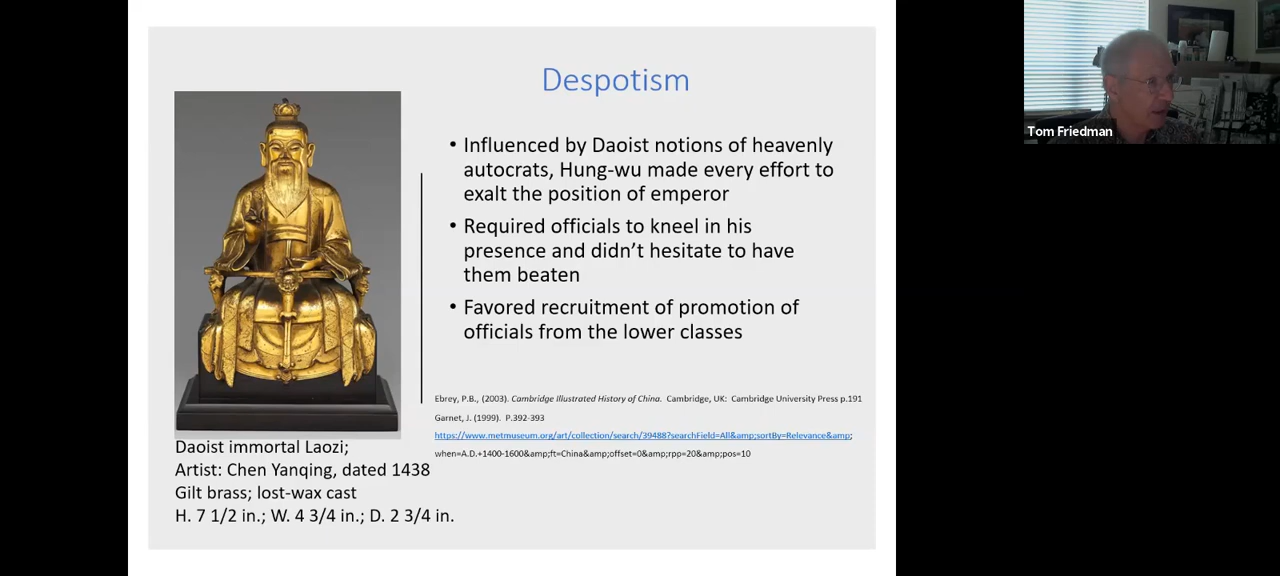 Despotism
• Influenced by Daoist notions of heavenly
autocrats, Hung-wu made every effort to
exalt the position of emperor
• Required officials to kneel in his
presence and didn't hesitate to have
them beaten
• Favored recruitment of promotion of
officials from the lower classes
Ebrey, P.B., (2003). Cambridge Illustrated History of China. Cambridge, UK: Cambridge University Press p.191
Garnet, J. (1999). P.392-393
https://www.metmuseum.org/art/collection/search/39488?searchField=All&amp;sortBy=Relevance&amp;
when=A.D.+1400-1600&amp;ft=China&amp;offset=0&amp;rpp=20&amp;pos=10
Daoist immortal Laozi;
Artist: Chen Yanqing, dated 1438
Gilt brass; lost-wax cast
H. 7 1/2 in.; W. 4 3/4 in.; D. 2 3/4 in.
Tom Friedman